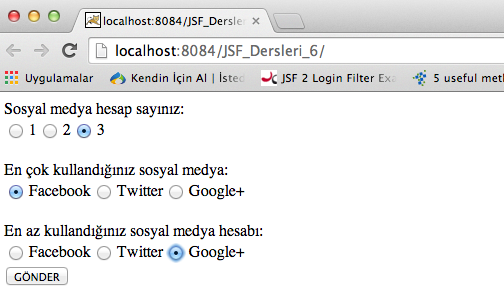 localhost:8084/JSF_Dersle
localhost:8084/JSF_Dersleri_6/
Uygulamalar Kendin İçin Al | İsted JSF 2 Login Filter Exa 5 useful metl
Sosyal medya hesap sayınız:
1 2 3
En çok kullandığınız sosyal medya:
Facebook Twitter Google+
En az kullandığınız sosyal medya hesabı:
Facebook Twitter Google+
GÖNDER